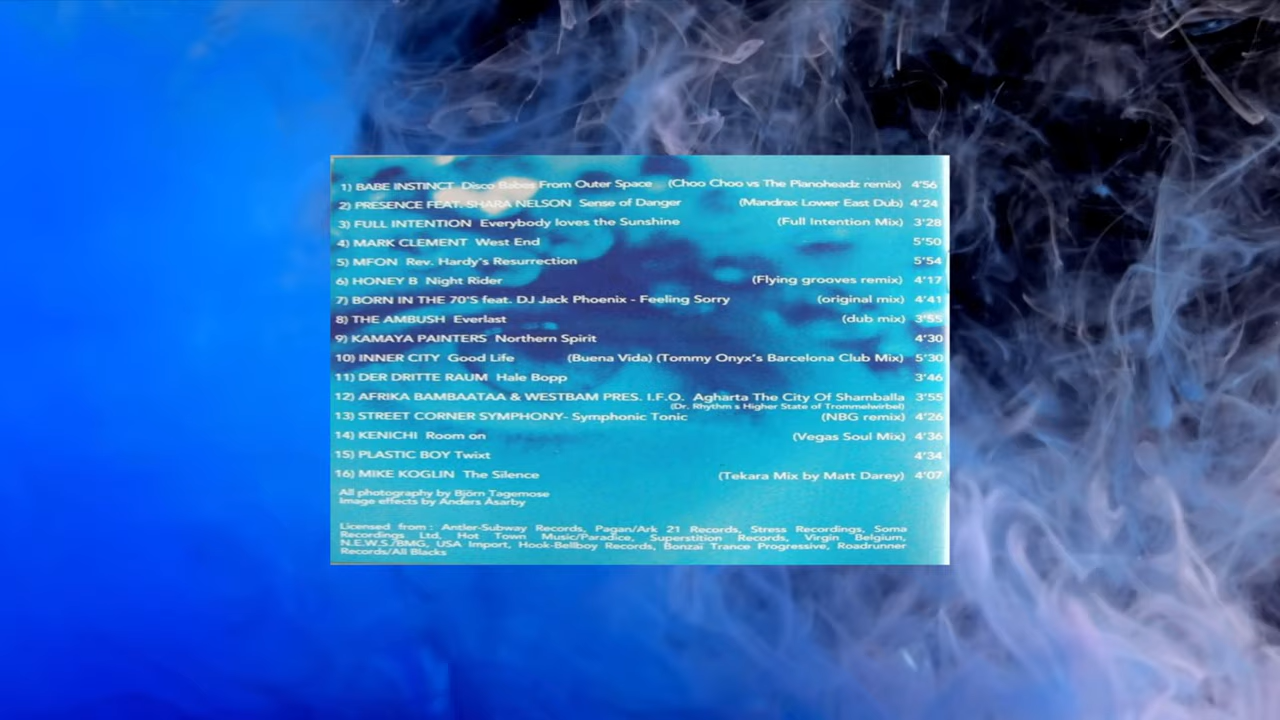 1) BABE INSTINCT Disco Babes From Outer Space (Choo Choo vs The Pianoheadz remix) 4'56
2) PRESENCE FEAT. SHARA NELSON Sense of Danger (Mandrax Lower East Dub) 4'24
3) FULL INTENTION Everybody loves the Sunshine (Full Intention Mix) 3'28
4) MARK CLEMENT West End 5'50
5) MFON Rev. Hardy's Resurrection 5'54
6) HONEY B Night Rider (Flying grooves remix) 4'17
7) BORN IN THE 70'S feat. DJ Jack Phoenix - Feeling Sorry (original mix) 4'41
8) THE AMBUSH Everlast (dub mix) 3'55
9) KAMAYA PAINTERS Northern Spirit 4'30
10) INNER CITY Good Life (Buena Vida) (Tommy Onyx's Barcelona Club Mix) 5'30
11) DER DRITTE RAUM Hale Bopp 3'46
12) AFRIKA BAMBAATAA & WESTBAM PRES. I.F.O. Agharta The City Of Shamballa 3'55
(Dr. Rhythm s Higher State of Trommelwirbel)
13) STREET CORNER SYMPHONY- Symphonic Tonic (NBG remix) 4'26
14) KENICHI Room on (Vegas Soul Mix) 4'36
15) PLASTIC BOY Twixt 4'34
16) MIKE KOGLIN The Silence (Tekara Mix by Matt Darey) 4'07
All photography by Björn Tagemose
Image effects by Anders Asarby
Licensed from : Antler-Subway Records, Pagan/Ark 21 Records, Stress Recordings, Soma
Recordings Ltd, Hot Town Music/Paradice, Superstition Records, Virgin Belgium,
N.E.W.S./BMG, USA Import, Hook-Bellboy Records, Bonzai Trance Progressive, Roadrunner
Records/All Blacks